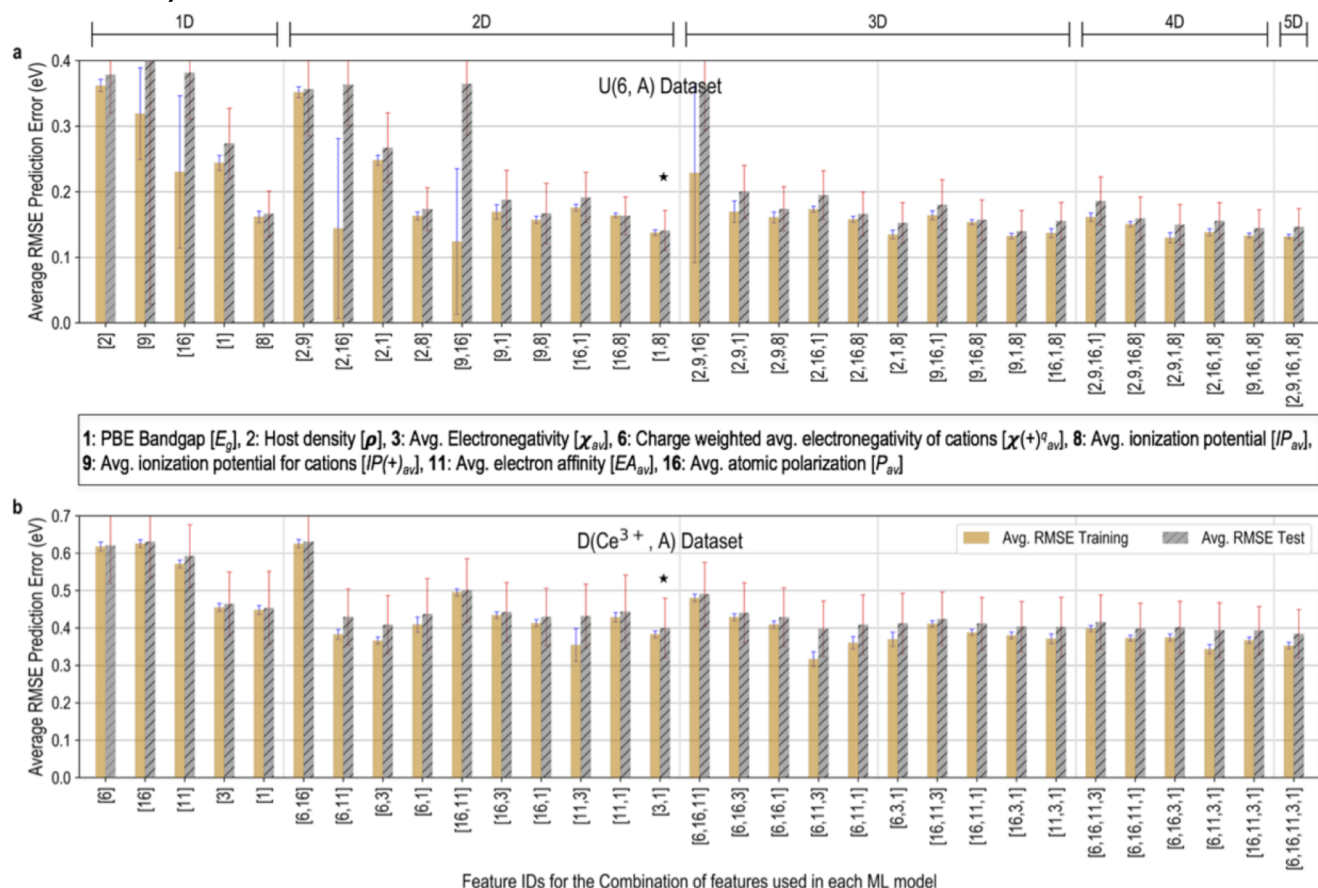 1D 2D 3D 4D 5D
a
U(6, A) Dataset
Average RMSE Prediction Error (eV)
0.4
0.3
0.2
0.1
0.0
[2] [9] [16] [1] [8] [2,9] [2,16] [2,1] [2,8] [9,16] [9,1] [9,8] [16,1] [16,8] [1,8] [2,9,16] [2,9,1] [2,9,8] [2,16,1] [2,16,8] [2,1,8] [9,16,1] [9,16,8] [9,1,8] [16,1,8] [2,9,16,1] [2,9,16,8] [2,9,1,8] [2,16,1,8] [9,16,1,8] [2,9,16,1,8]
1: PBE Bandgap [E_g], 2: Host density [ρ], 3: Avg. Electronegativity [χ_av], 6: Charge weighted avg. electronegativity of cations [χ(+)^q_av], 8: Avg. ionization potential [IP_av],
9: Avg. ionization potential for cations [IP(+)_av], 11: Avg. electron affinity [EA_av], 16: Avg. atomic polarization [P_av]
b
D(Ce³⁺, A) Dataset
Avg. RMSE Training Avg. RMSE Test
Average RMSE Prediction Error (eV)
0.7
0.6
0.5
0.4
0.3
0.2
0.1
0.0
[6] [16] [11] [3] [1] [6,16] [6,11] [6,3] [6,1] [16,11] [16,3] [16,1] [11,3] [11,1] [3,1] [6,16,11] [6,16,3] [6,16,1] [6,11,3] [6,11,1] [6,3,1] [16,11,3] [16,11,1] [16,3,1] [11,3,1] [6,16,11,3] [6,16,11,1] [6,16,3,1] [6,11,3,1] [16,11,3,1] [6,16,11,3,1]
Feature IDs for the Combination of features used in each ML model